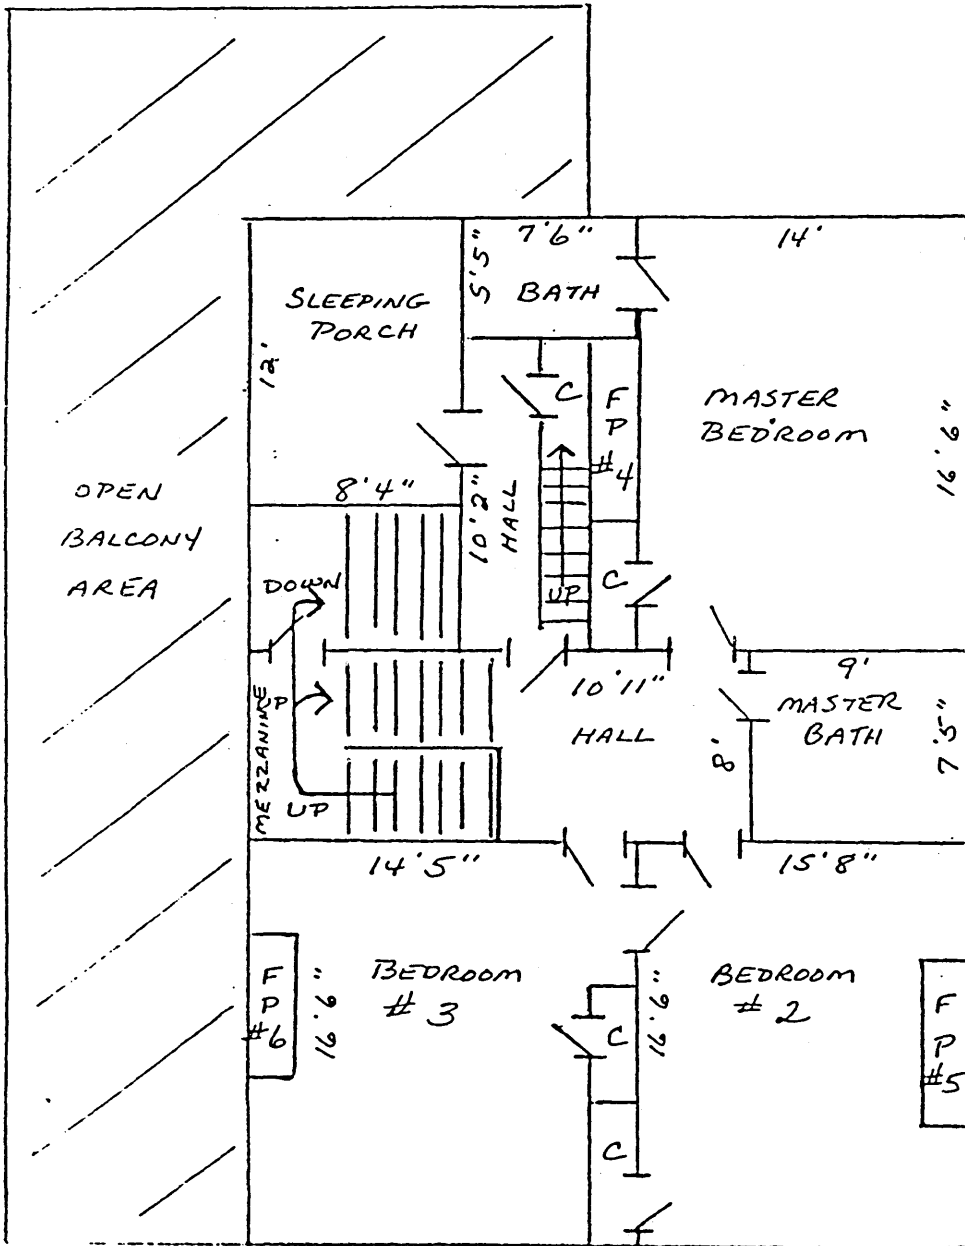 7'6"
14'
5'5"
BATH
SLEEPING
PORCH
12'
C
F
P
#4
MASTER
BEDROOM
16'6"
OPEN
BALCONY
AREA
8'4"
10'2"
HALL
DOWN
UP
C
10'11"
9'
MASTER
BATH
7'5"
MEZZANINE
UP
HALL
8'
UP
14'5"
15'8"
F
P
#6
16'6"
BEDROOM
#3
C
16'6"
BEDROOM
#2
F
P
#5
C